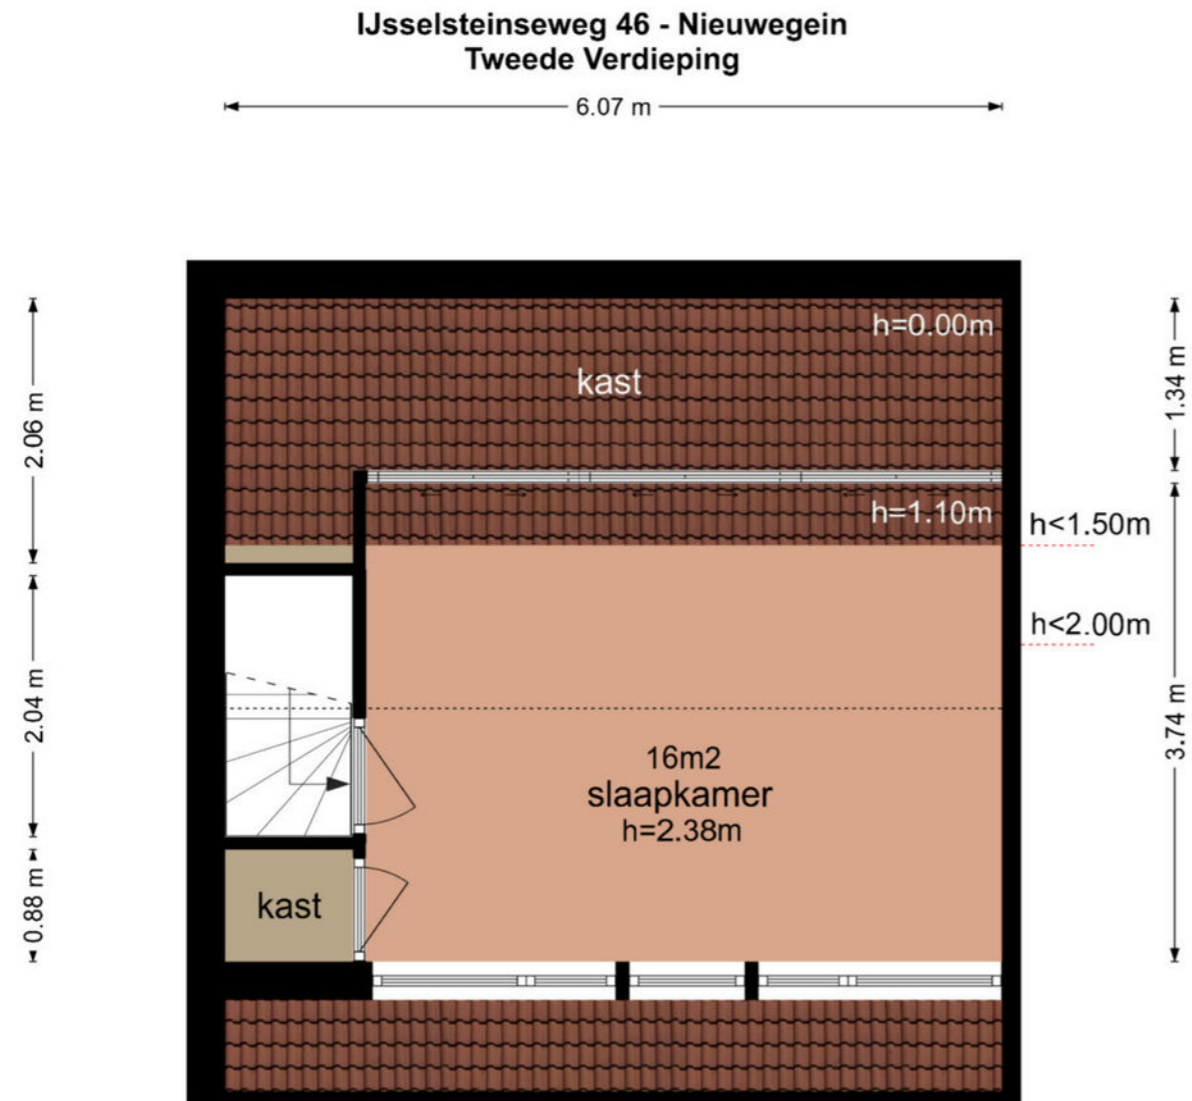 IJsselsteinseweg 46 - Nieuwegein
Tweede Verdieping
6.07 m
h=0.00m
kast
2.06 m
1.34 m
h=1.10m
h<1.50m
h<2.00m
2.04 m
3.74 m
16m2
slaapkamer
h=2.38m
kast
0.88 m